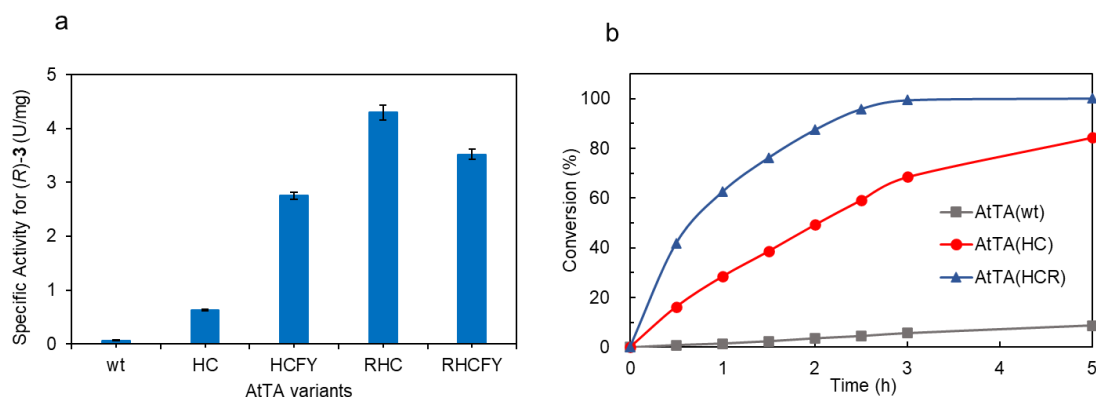 a
Specific Activity for (R)-3 (U/mg)
5
4
3
2
1
0
wt HC HCFY RHC RHCFY
AtTA variants
b
Conversion (%)
100
80
60
40
20
0
AtTA(wt)
AtTA(HC)
AtTA(HCR)
0 1 2 3 4 5
Time (h)